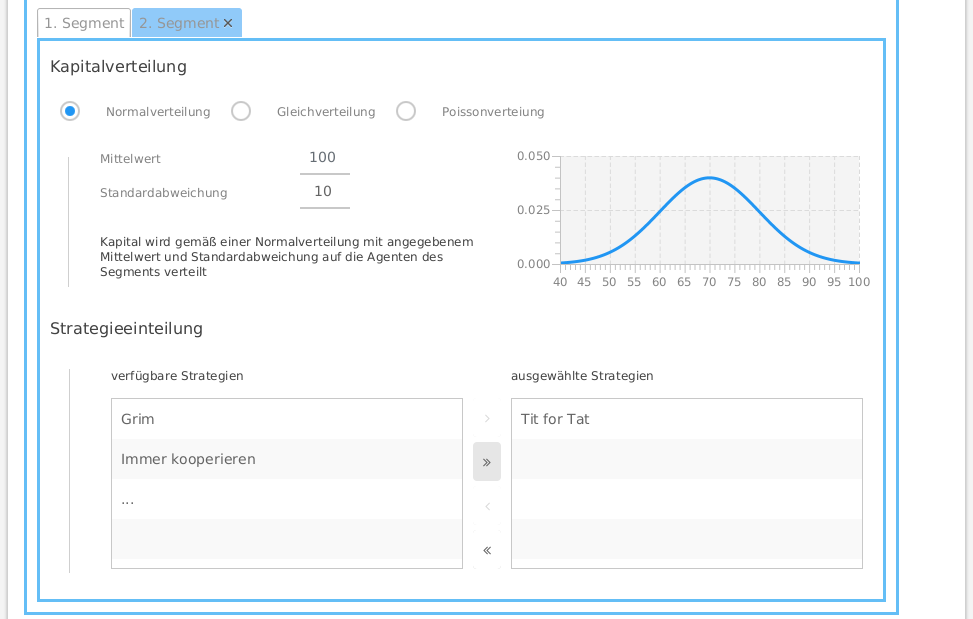 1. Segment 2. Segment ✕
Kapitalverteilung
Normalverteilung Gleichverteilung Poissonverteiung
Mittelwert 100
Standardabweichung 10
Kapital wird gemäß einer Normalverteilung mit angegebenem
Mittelwert und Standardabweichung auf die Agenten des
Segments verteilt
0.050
0.025
0.000
40 45 50 55 60 65 70 75 80 85 90 95 100
Strategieeinteilung
verfügbare Strategien ausgewählte Strategien
Grim › Tit for Tat
Immer kooperieren »
... ‹
«